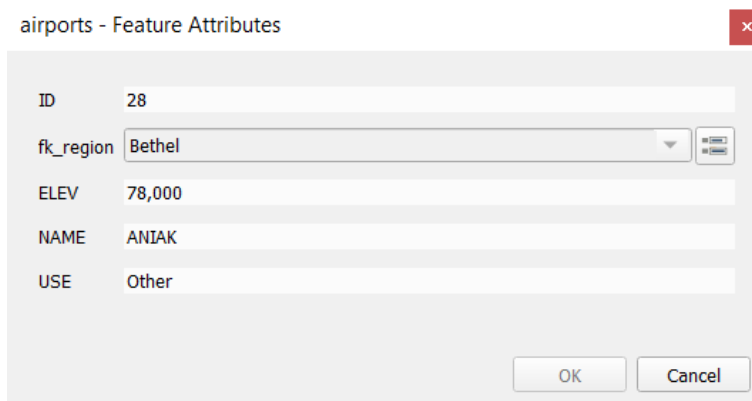 airports - Feature Attributes
ID 28
fk_region Bethel
ELEV 78,000
NAME ANIAK
USE Other
OK Cancel